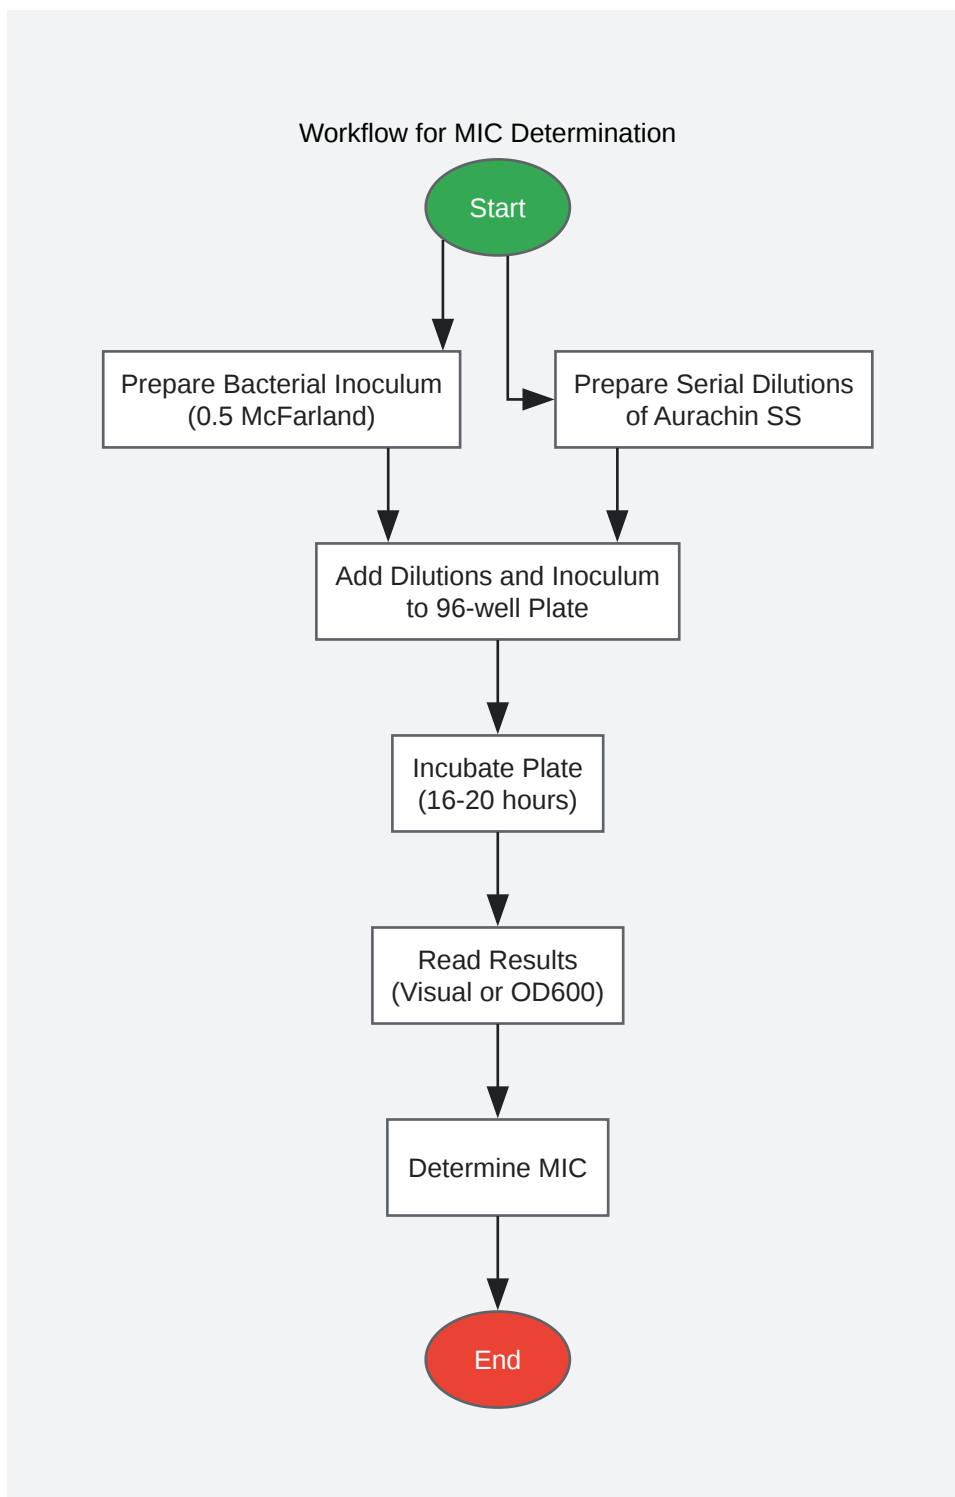 Workflow for MIC Determination
Start
Prepare Bacterial Inoculum
(0.5 McFarland)
Prepare Serial Dilutions
of Aurachin SS
Add Dilutions and Inoculum
to 96-well Plate
Incubate Plate
(16-20 hours)
Read Results
(Visual or OD600)
Determine MIC
End